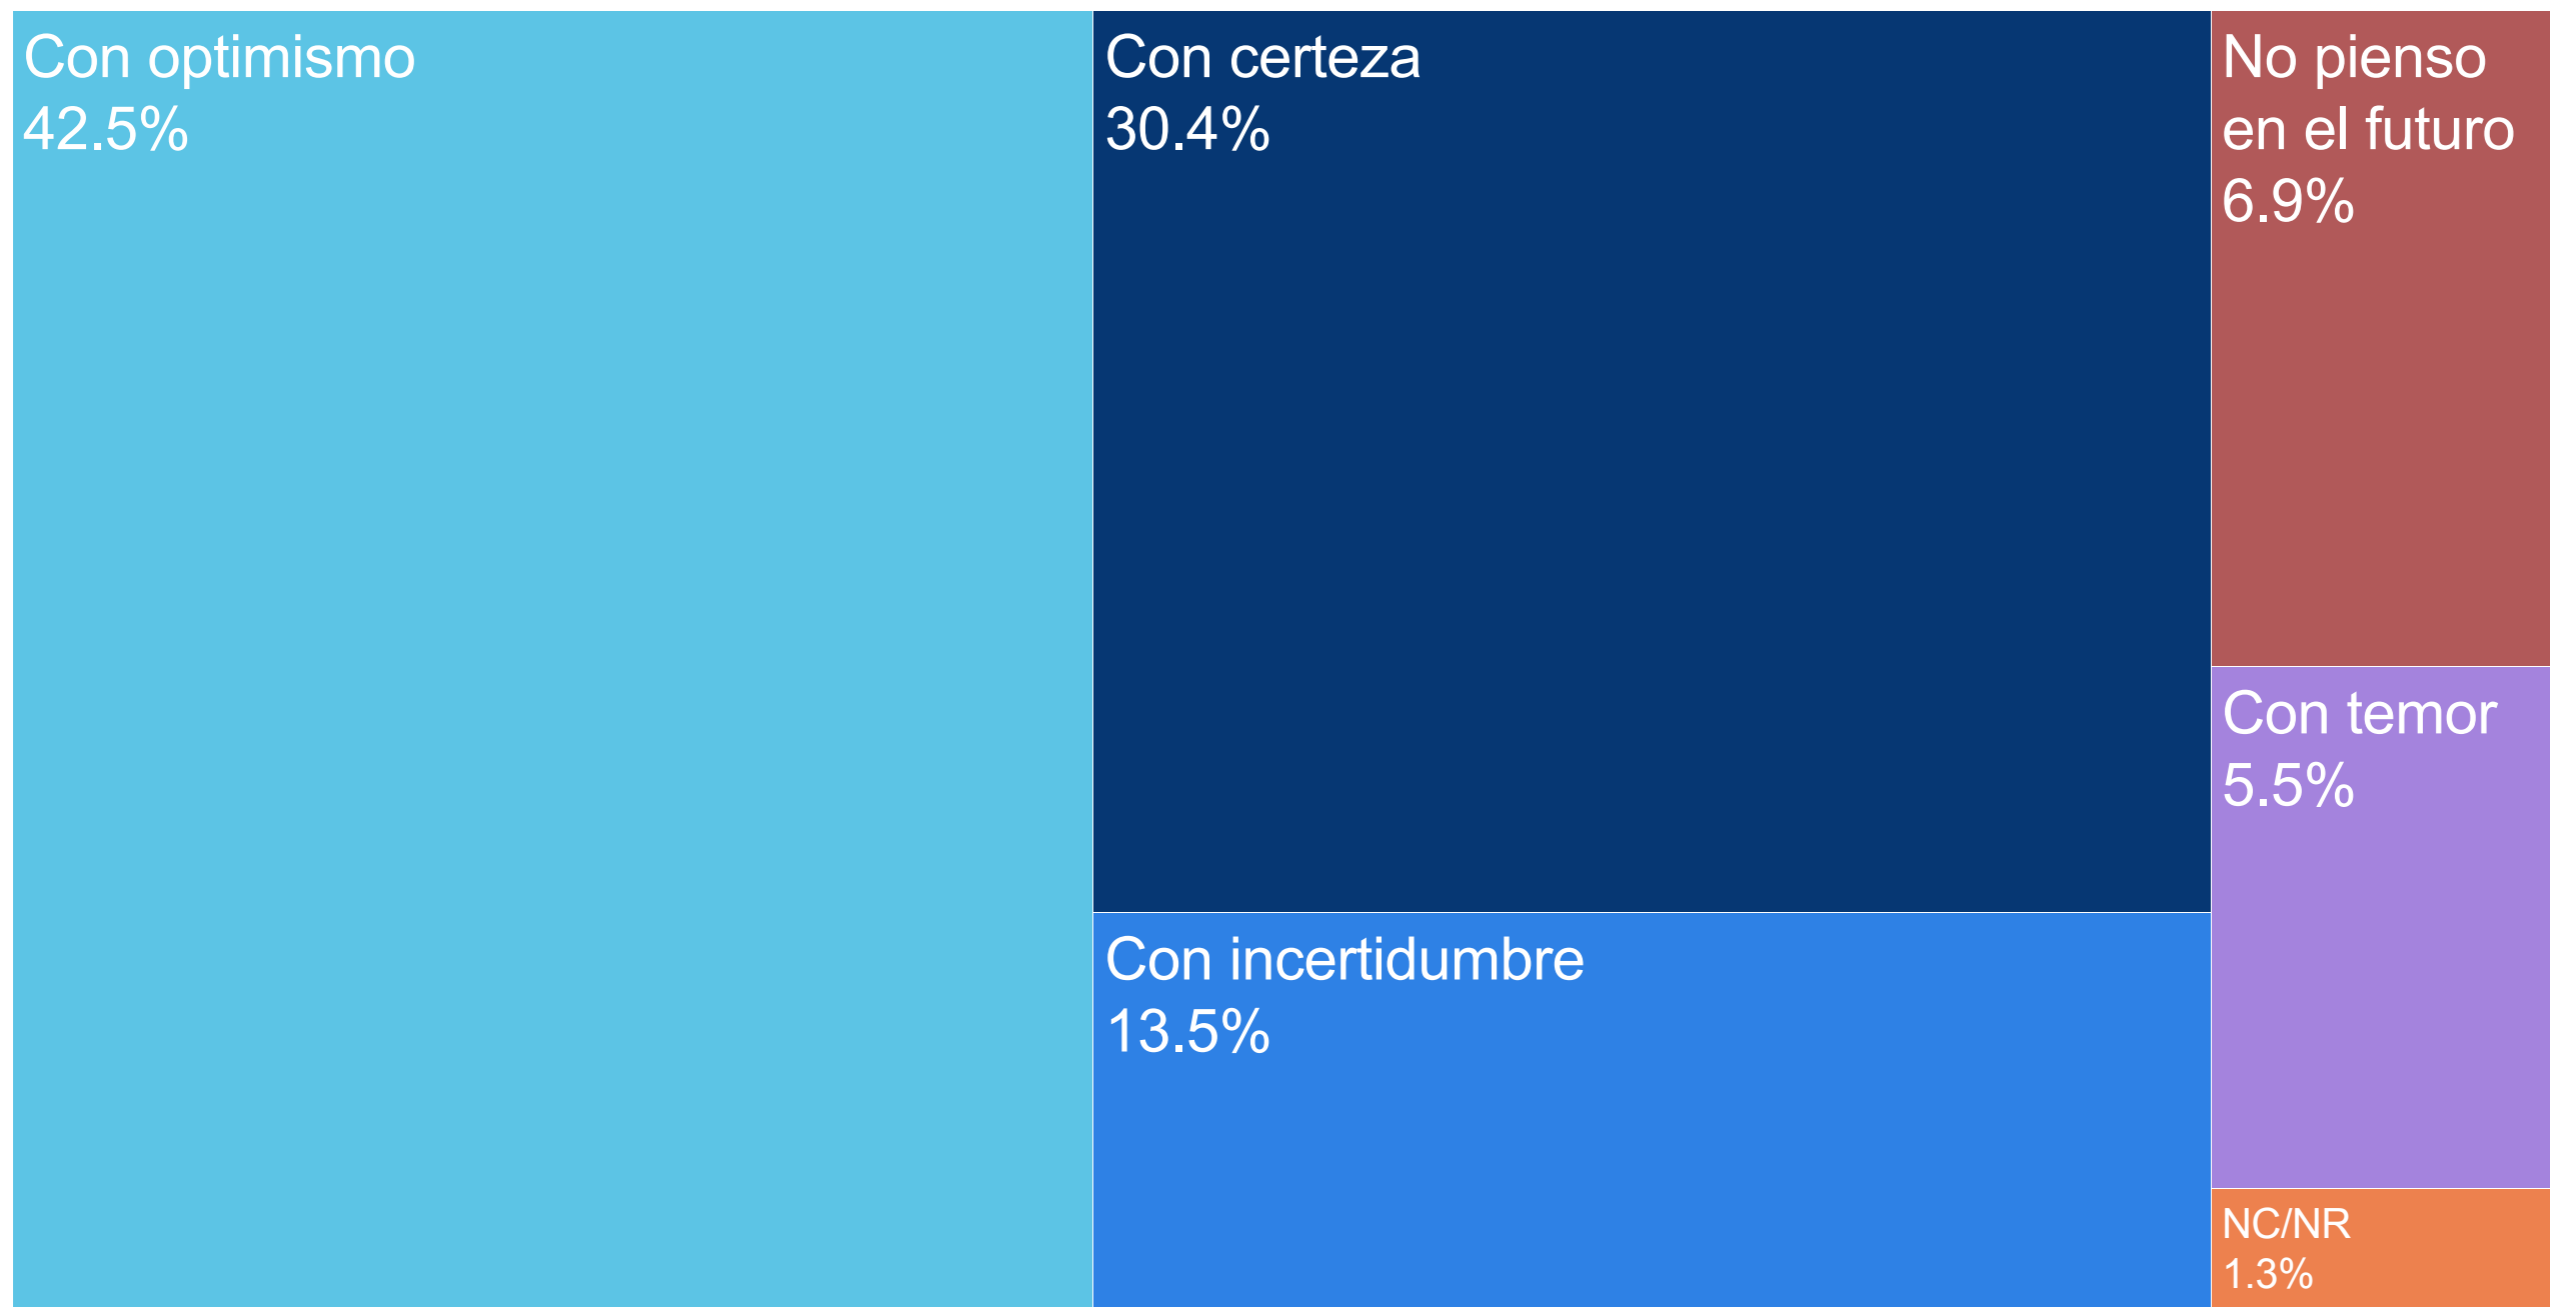 Con optimismo
42.5%
Con certeza
30.4%
Con incertidumbre
13.5%
No pienso
en el futuro
6.9%
Con temor
5.5%
NC/NR
1.3%